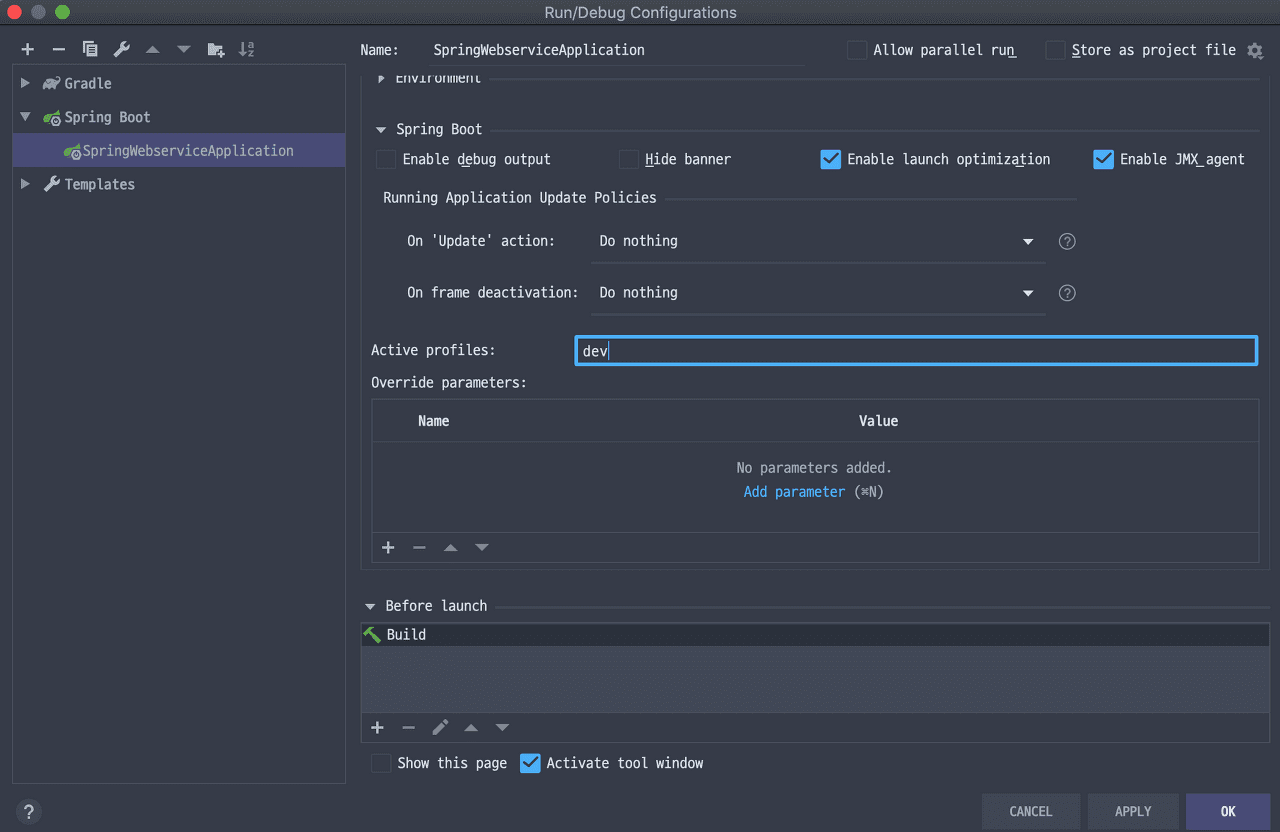 Run/Debug Configurations
Name: SpringWebserviceApplication Allow parallel run Store as project file
Gradle
Spring Boot
SpringWebserviceApplication
Templates
Environment
Spring Boot
Enable debug output Hide banner Enable launch optimization Enable JMX_agent
Running Application Update Policies
On 'Update' action: Do nothing ?
On frame deactivation: Do nothing ?
Active profiles: dev
Override parameters:
Name Value
No parameters added.
Add parameter (⌘N)
Before launch
Build
Show this page Activate tool window
? CANCEL APPLY OK